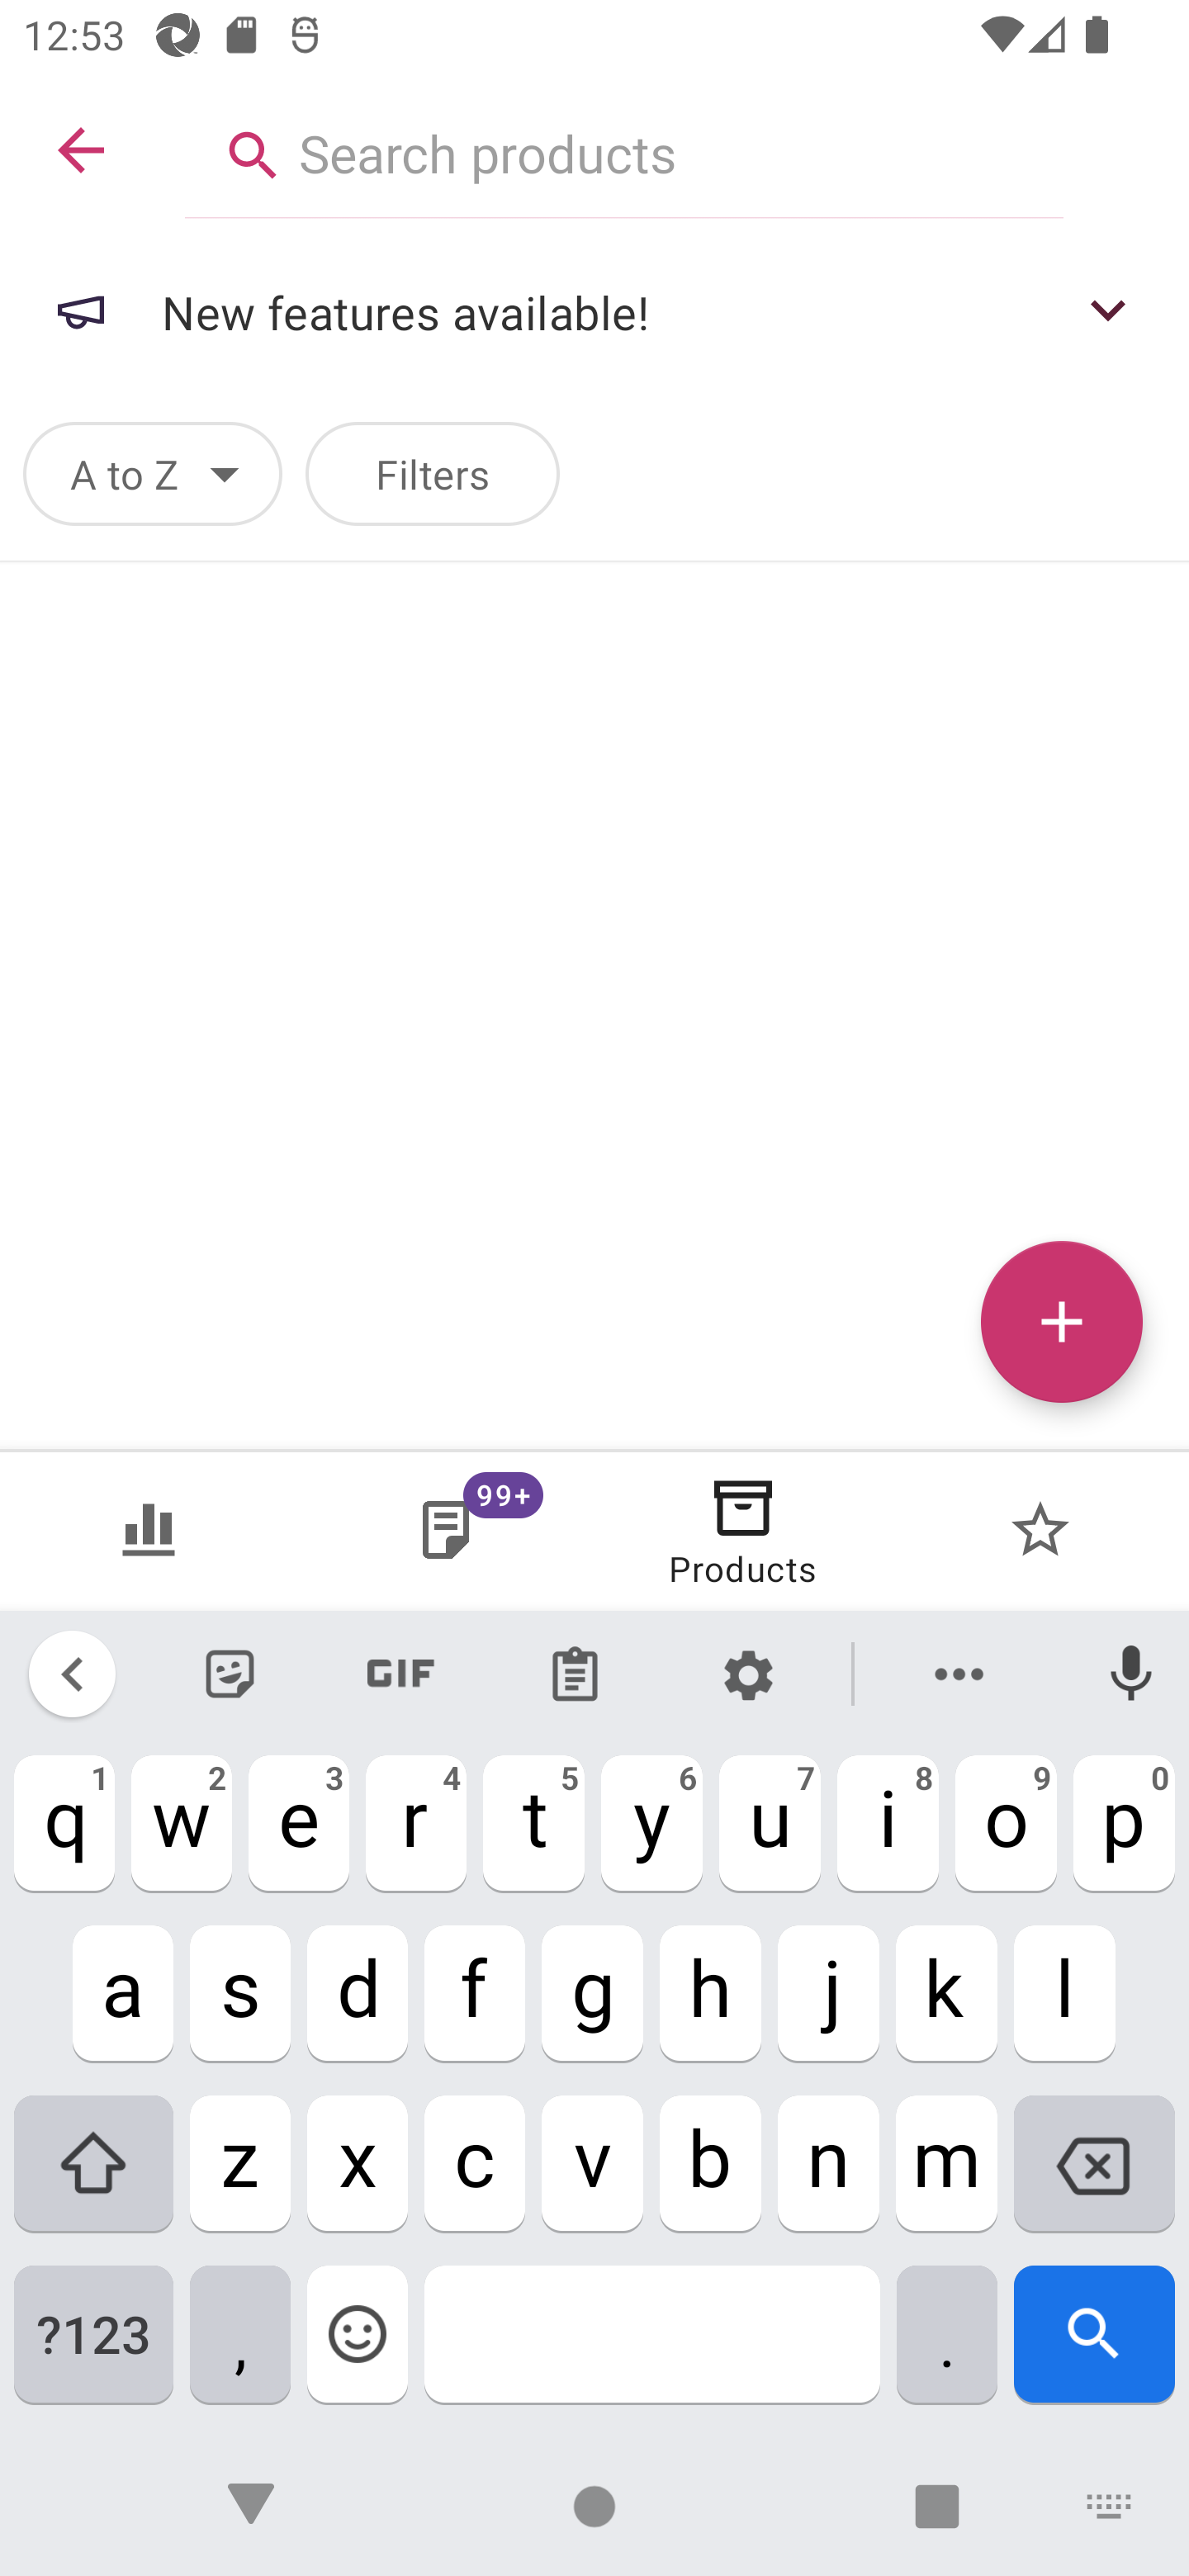 12:53
Search products
New features available!
A to Z
Filters
99+
Products
GIF
q 1 w 2 e 3 r 4 t 5 y 6 u 7 i 8 o 9 p 0
a s d f g h j k l
z x c v b n m
?123 , .